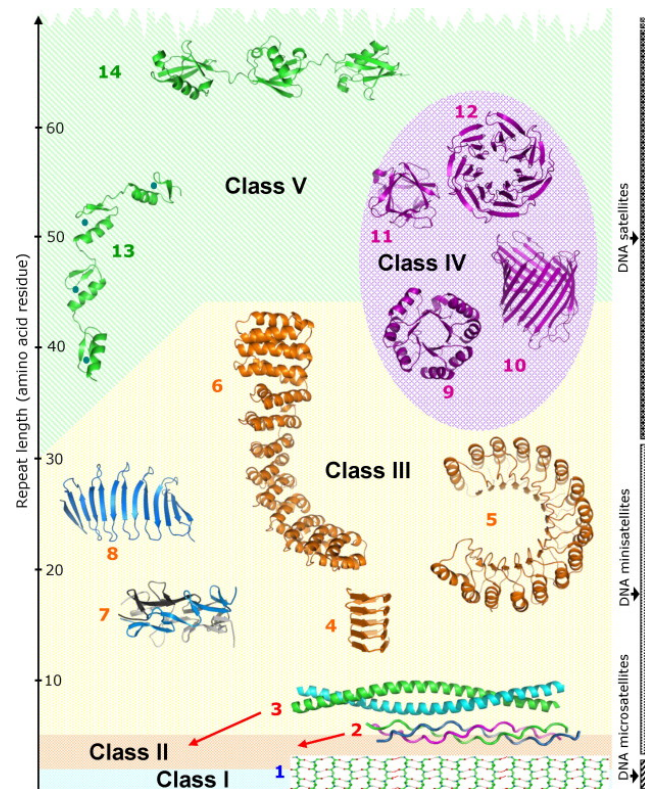 14
60
12
Class V
11
50
13
Class IV
DNA satellites
40
6
9
10
Repeat length (amino acid residue)
30
Class III
5
8
20
7
4
DNA minisatellites
10
3
2
Class II
Class I
1
DNA microsatellites